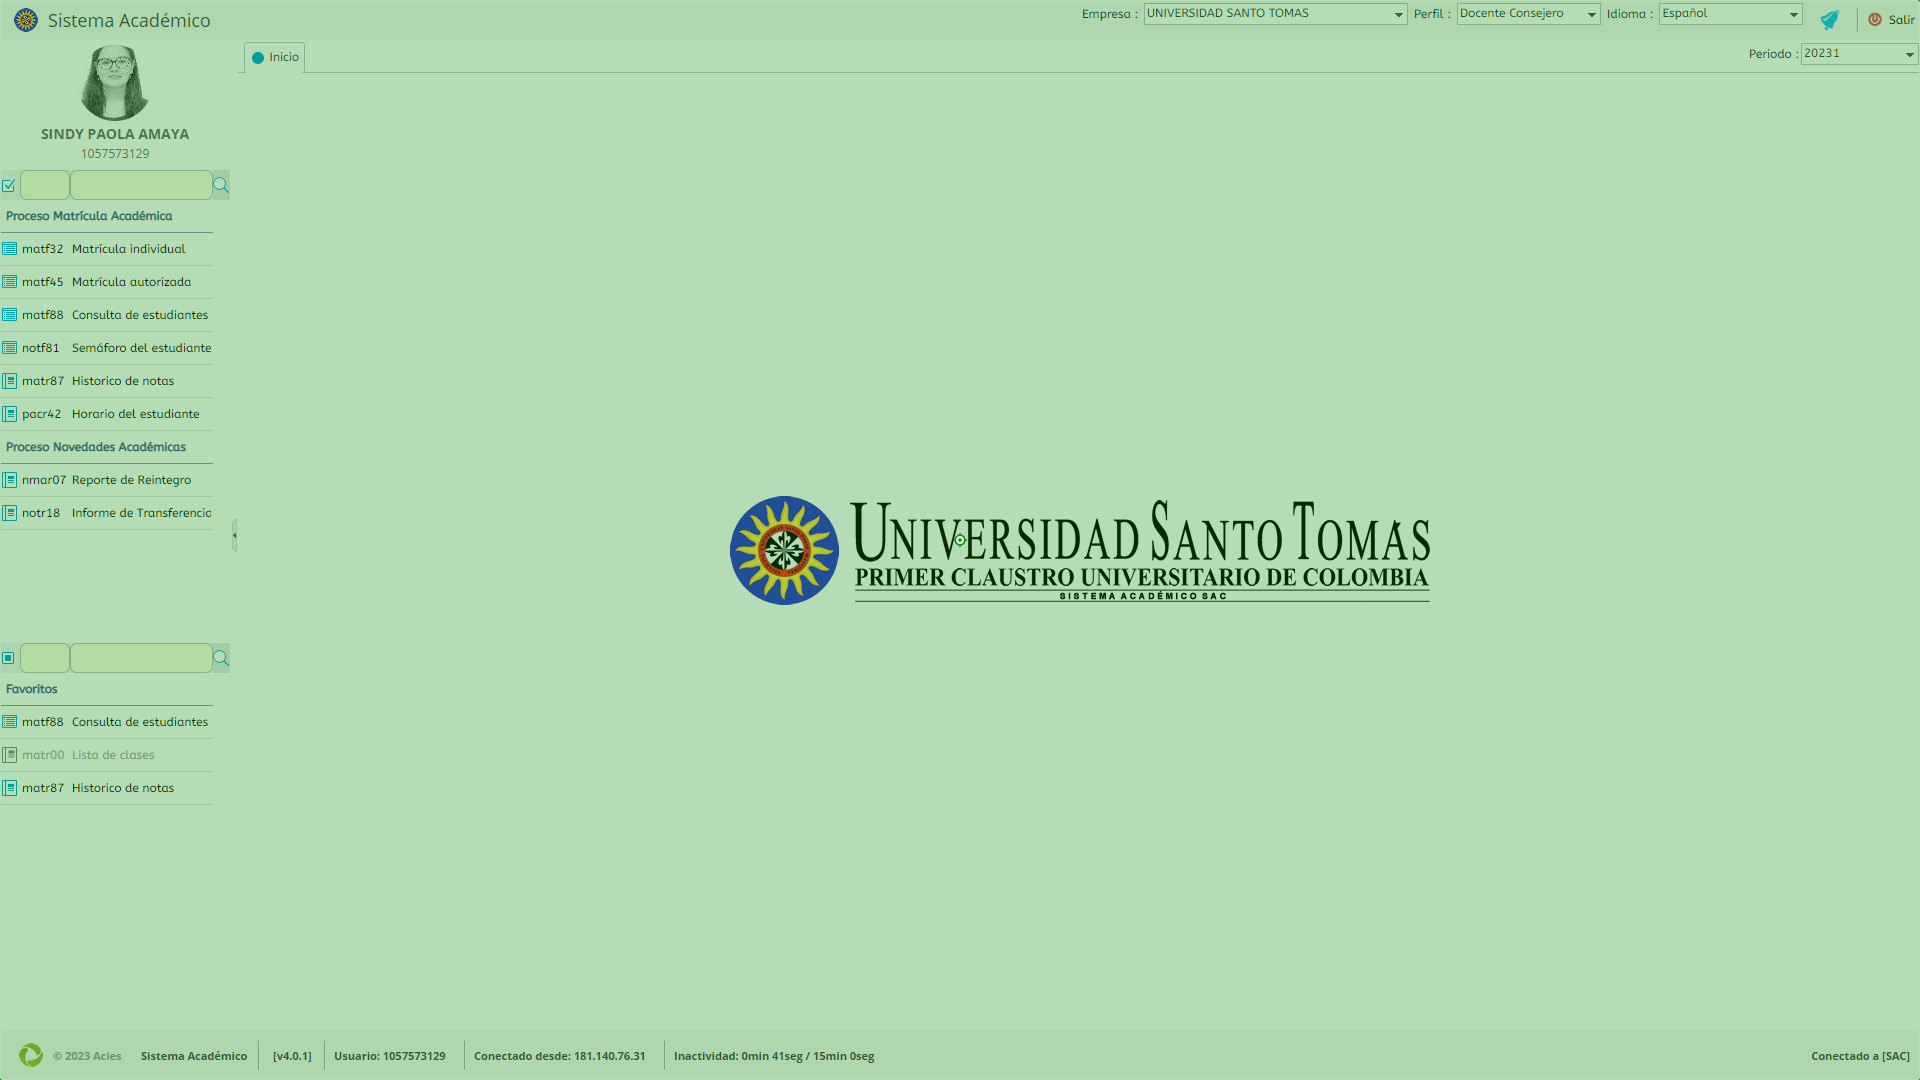 Sistema Académico
Empresa : UNIVERSIDAD SANTO TOMAS Perfil : Docente Consejero Idioma : Español Salir
Inicio
Periodo : 20231
SINDY PAOLA AMAYA
1057573129
Proceso Matrícula Académica
matf32 Matrícula individual
matf45 Matrícula autorizada
matf88 Consulta de estudiantes
notf81 Semáforo del estudiante
matr87 Historico de notas
pacr42 Horario del estudiante
Proceso Novedades Académicas
nmar07 Reporte de Reintegro
notr18 Informe de Transferencia
UNIVERSIDAD SANTO TOMÁS
PRIMER CLAUSTRO UNIVERSITARIO DE COLOMBIA
SISTEMA ACADÉMICO SAC
Favoritos
matf88 Consulta de estudiantes
matr00 Lista de clases
matr87 Historico de notas
© 2023 Acies Sistema Académico [v4.0.1] Usuario: 1057573129 Conectado desde: 181.140.76.31 Inactividad: 0min 41seg / 15min 0seg Conectado a [SAC]